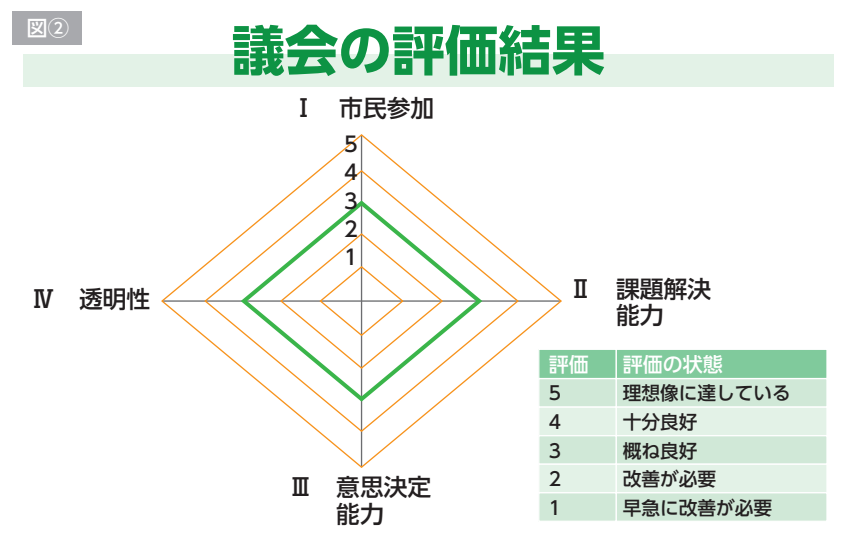 図②
議会の評価結果
Ⅰ 市民参加
5
4
3
2
1
Ⅱ 課題解決
能力
Ⅲ 意思決定
能力
Ⅳ 透明性
評価 評価の状態
5 理想像に達している
4 十分良好
3 概ね良好
2 改善が必要
1 早急に改善が必要